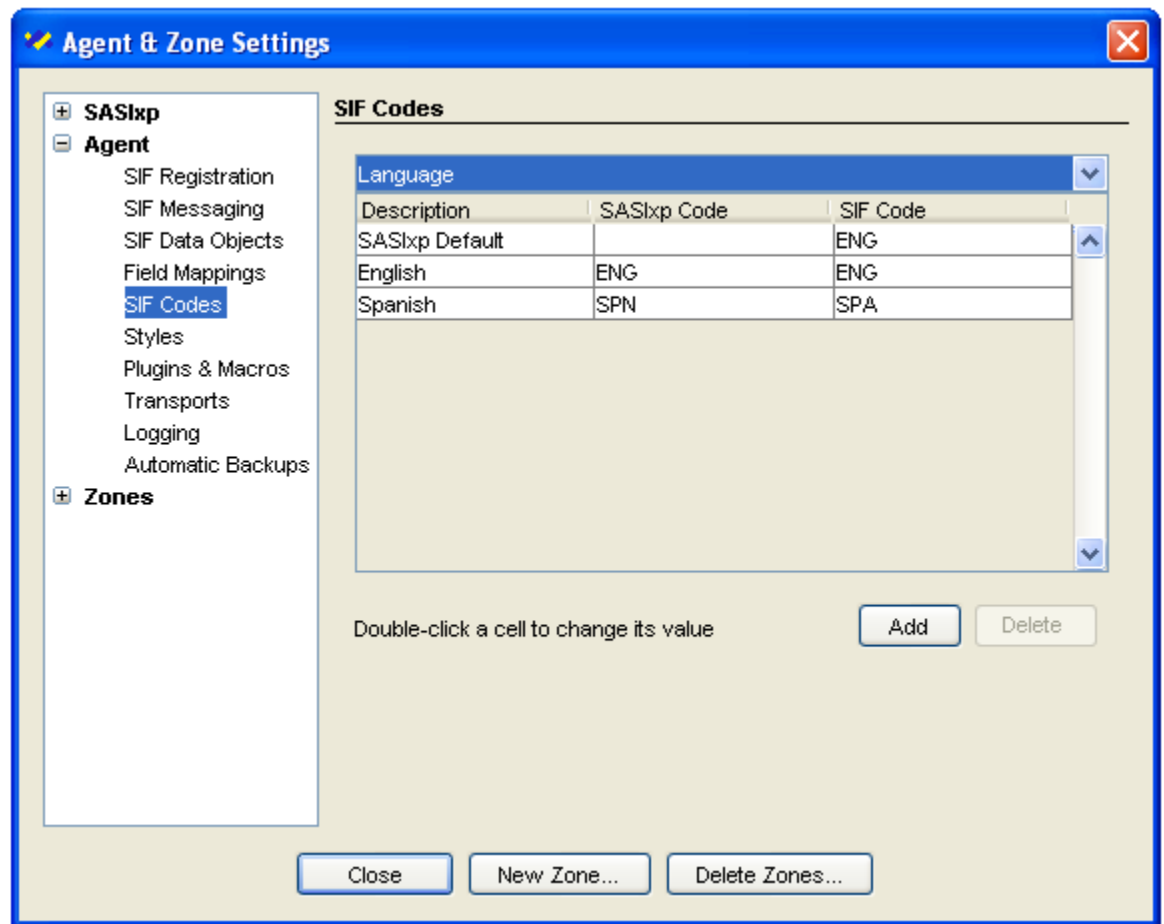 Agent & Zone Settings
SASIxp
Agent
SIF Registration
SIF Messaging
SIF Data Objects
Field Mappings
SIF Codes
Styles
Plugins & Macros
Transports
Logging
Automatic Backups
Zones
SIF Codes
Language
Description SASIxp Code SIF Code
SASIxp Default ENG
English ENG ENG
Spanish SPN SPA
Double-click a cell to change its value
Add Delete
Close New Zone... Delete Zones...